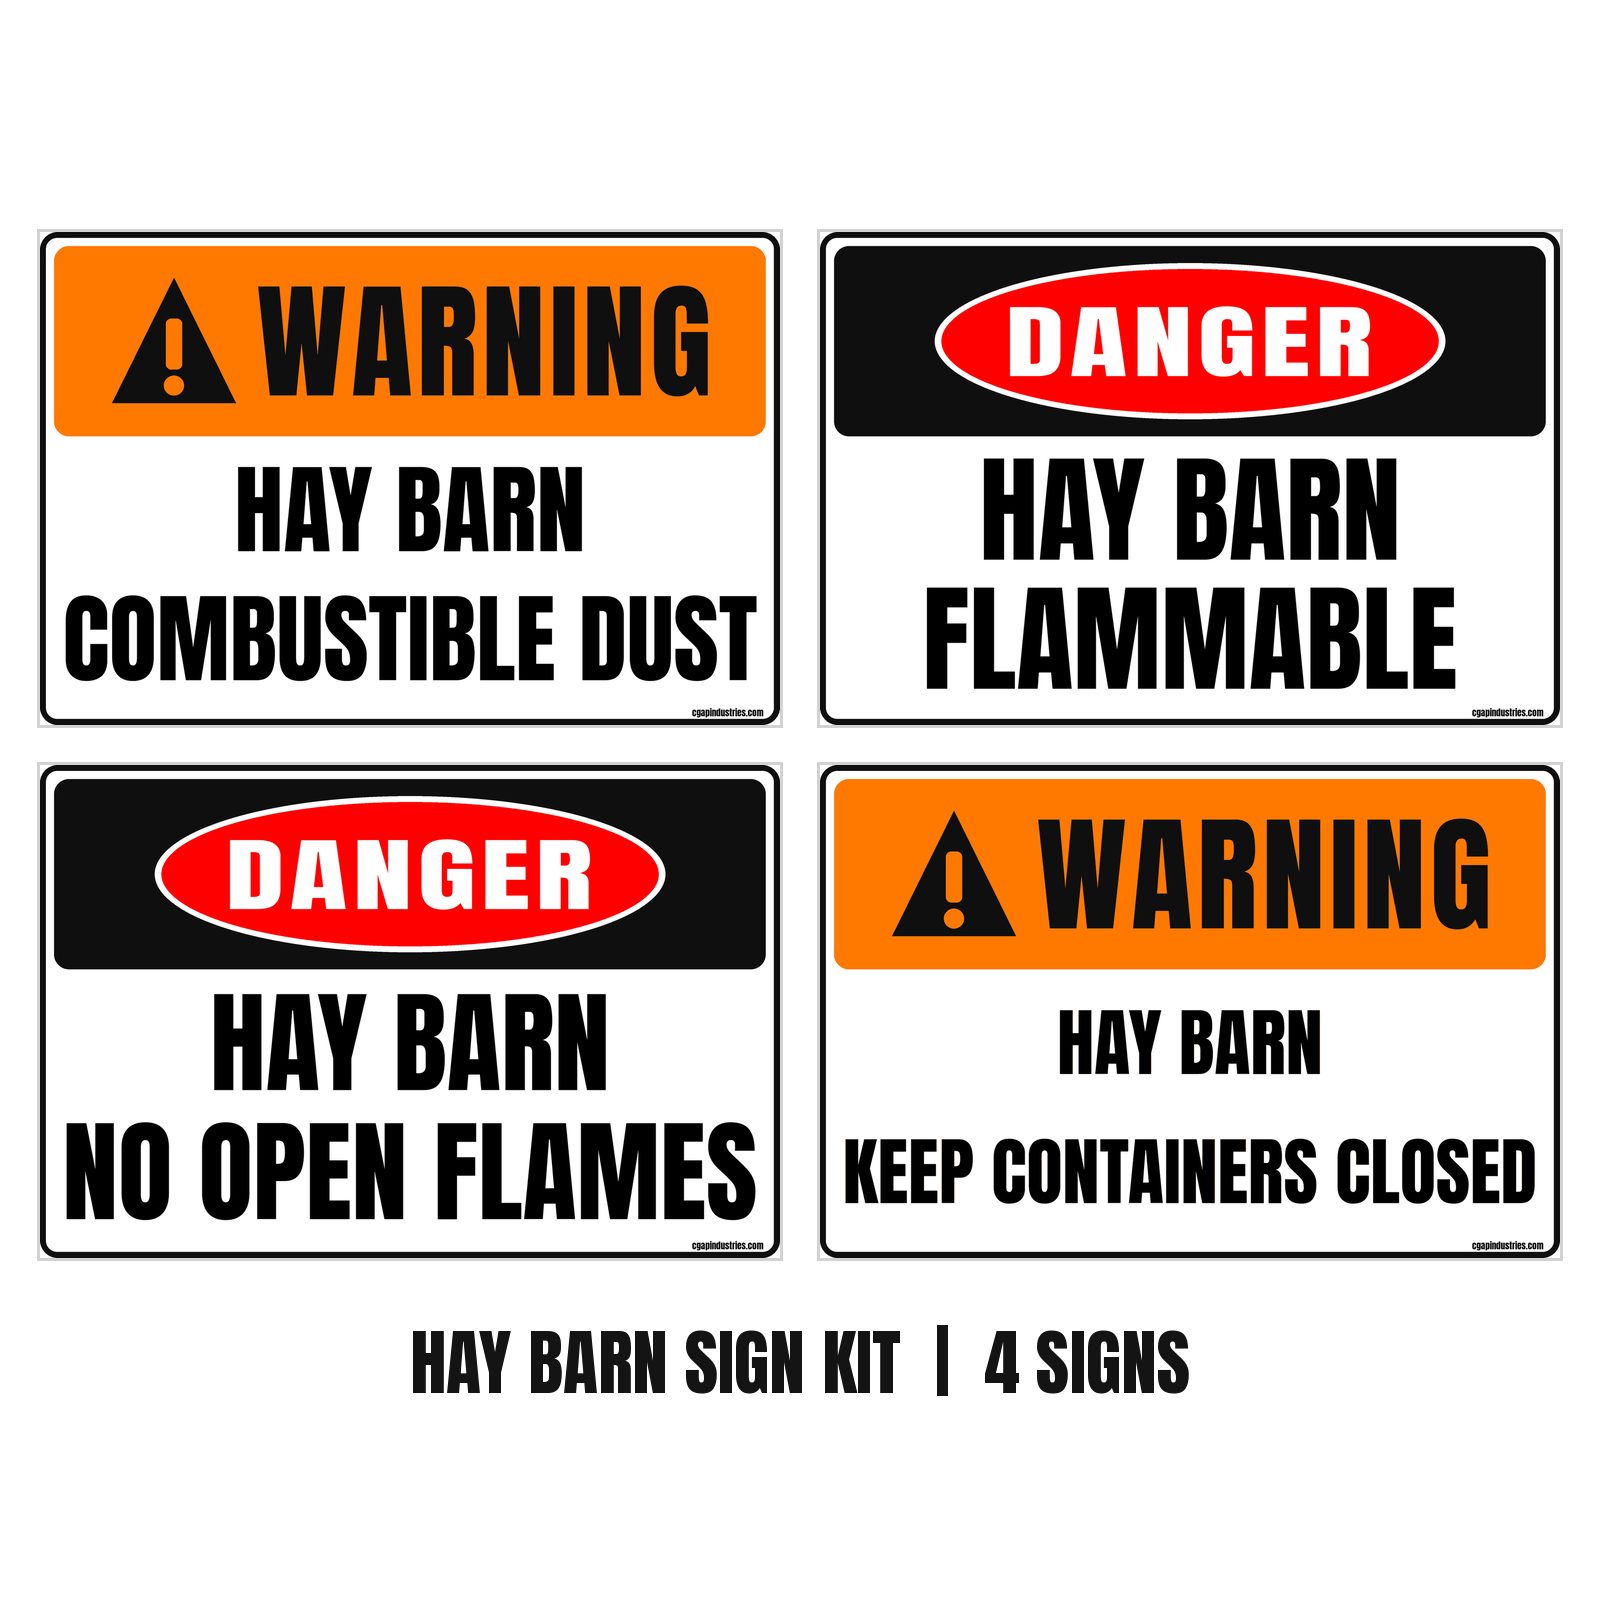 WARNING
HAY BARN
COMBUSTIBLE DUST
cgapindustries.com
DANGER
HAY BARN
FLAMMABLE
cgapindustries.com
DANGER
HAY BARN
NO OPEN FLAMES
cgapindustries.com
WARNING
HAY BARN
KEEP CONTAINERS CLOSED
cgapindustries.com
HAY BARN SIGN KIT | 4 SIGNS